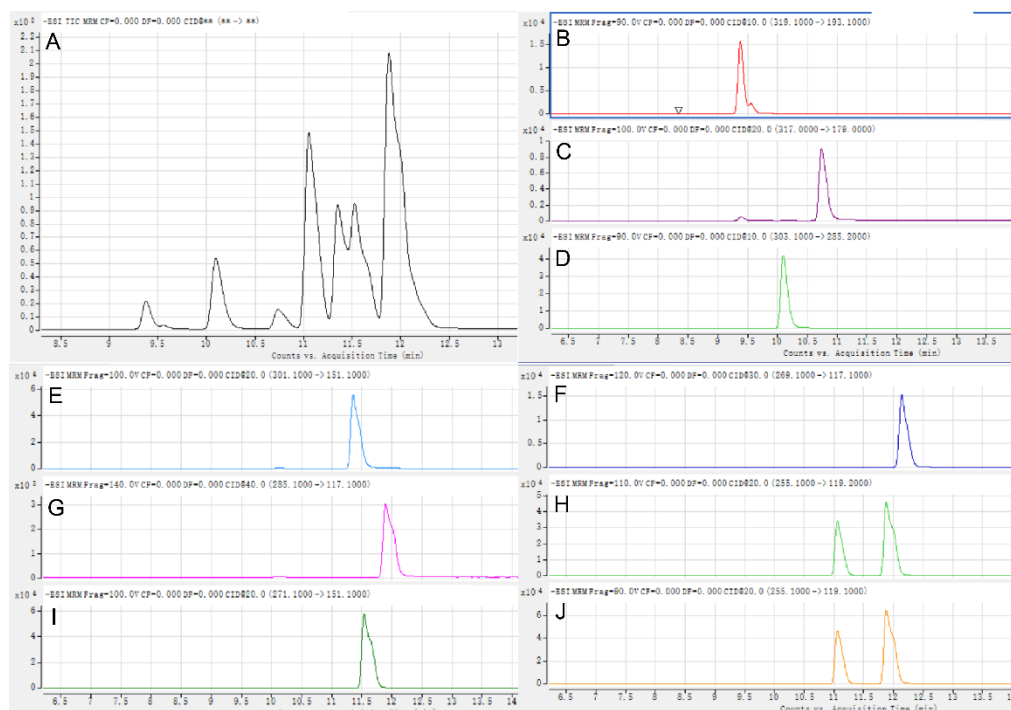 -ESI TIC MRM CF=0.000 DF=0.000 CID@** (** -> **)
x10 5
A
2.2
2.1
2
1.9
1.8
1.7
1.6
1.5
1.4
1.3
1.2
1.1
1
0.9
0.8
0.7
0.6
0.5
0.4
0.3
0.2
0.1
0
8.5 9 9.5 10 10.5 11 11.5 12 12.5 13
Counts vs. Acquisition Time (min)
-ESI MRM Frag=90.0V CF=0.000 DF=0.000 CID@10.0 (319.1000->193.1000)
x10 4
B
1.5
1
0.5
0
-ESI MRM Frag=100.0V CF=0.000 DF=0.000 CID@20.0 (317.0000->179.0000)
x10 4
C
1
0.8
0.6
0.4
0.2
0
-ESI MRM Frag=90.0V CF=0.000 DF=0.000 CID@10.0 (303.1000->285.2000)
x10 4
D
4
3
2
1
0
6.5 7 7.5 8 8.5 9 9.5 10 10.5 11 11.5 12 12.5 13 13.5
Counts vs. Acquisition Time (min)
-ESI MRM Frag=100.0V CF=0.000 DF=0.000 CID@20.0 (301.1000->151.1000)
x10 4
E
6
4
2
0
-ESI MRM Frag=140.0V CF=0.000 DF=0.000 CID@40.0 (285.1000->117.1000)
x10 3
G
3
2
1
0
-ESI MRM Frag=100.0V CF=0.000 DF=0.000 CID@20.0 (271.1000->151.1000)
x10 4
I
6
4
2
0
6.5 7 7.5 8 8.5 9 9.5 10 10.5 11 11.5 12 12.5 13 13.5 14
-ESI MRM Frag=120.0V CF=0.000 DF=0.000 CID@30.0 (269.1000->117.1000)
x10 4
F
1.5
1
0.5
0
-ESI MRM Frag=110.0V CF=0.000 DF=0.000 CID@20.0 (255.1000->119.2000)
x10 4
H
5
4
3
2
1
0
-ESI MRM Frag=90.0V CF=0.000 DF=0.000 CID@20.0 (255.1000->119.1000)
x10 4
J
6
4
2
0
6.5 7 7.5 8 8.5 9 9.5 10 10.5 11 11.5 12 12.5 13 13.5
Counts vs. Acquisition Time (min)